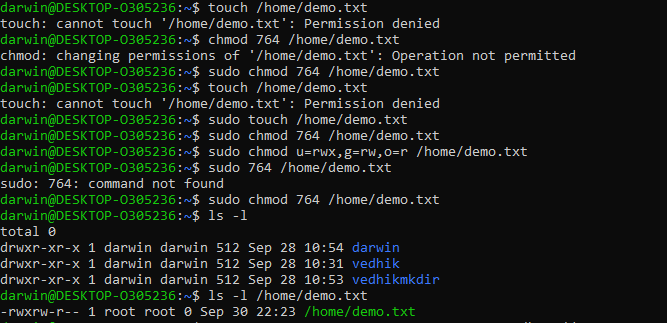 darwin@DESKTOP-O305236:~$ touch /home/demo.txt
touch: cannot touch '/home/demo.txt': Permission denied
darwin@DESKTOP-O305236:~$ chmod 764 /home/demo.txt
chmod: changing permissions of '/home/demo.txt': Operation not permitted
darwin@DESKTOP-O305236:~$ sudo chmod 764 /home/demo.txt
darwin@DESKTOP-O305236:~$ touch /home/demo.txt
touch: cannot touch '/home/demo.txt': Permission denied
darwin@DESKTOP-O305236:~$ sudo touch /home/demo.txt
darwin@DESKTOP-O305236:~$ sudo chmod 764 /home/demo.txt
darwin@DESKTOP-O305236:~$ sudo chmod u=rwx,g=rw,o=r /home/demo.txt
darwin@DESKTOP-O305236:~$ sudo 764 /home/demo.txt
sudo: 764: command not found
darwin@DESKTOP-O305236:~$ sudo chmod 764 /home/demo.txt
darwin@DESKTOP-O305236:~$ ls -l
total 0
drwxr-xr-x 1 darwin darwin 512 Sep 28 10:54 darwin
drwxr-xr-x 1 darwin darwin 512 Sep 28 10:31 vedhik
drwxr-xr-x 1 darwin darwin 512 Sep 28 10:53 vedhikmkdir
darwin@DESKTOP-O305236:~$ ls -l /home/demo.txt
-rwxrw-r-- 1 root root 0 Sep 30 22:23 /home/demo.txt